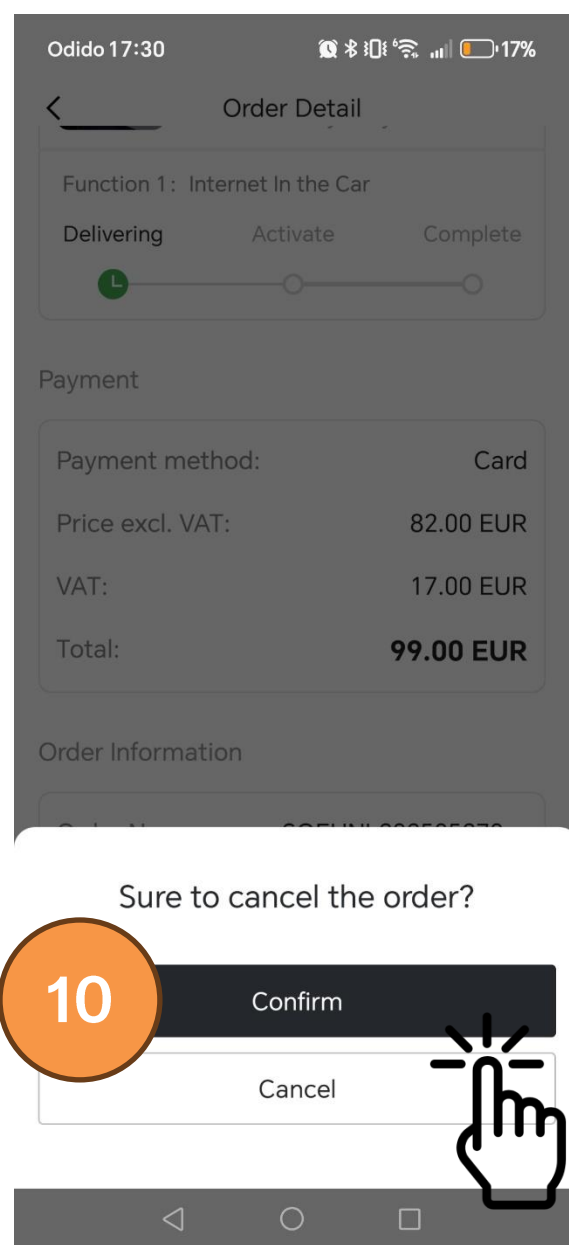 Odido 17:30 17%
Order Detail
Function 1: Internet In the Car
Delivering Activate Complete
Payment
Payment method: Card
Price excl. VAT: 82.00 EUR
VAT: 17.00 EUR
Total: 99.00 EUR
Order Information
Sure to cancel the order?
10
Confirm
Cancel